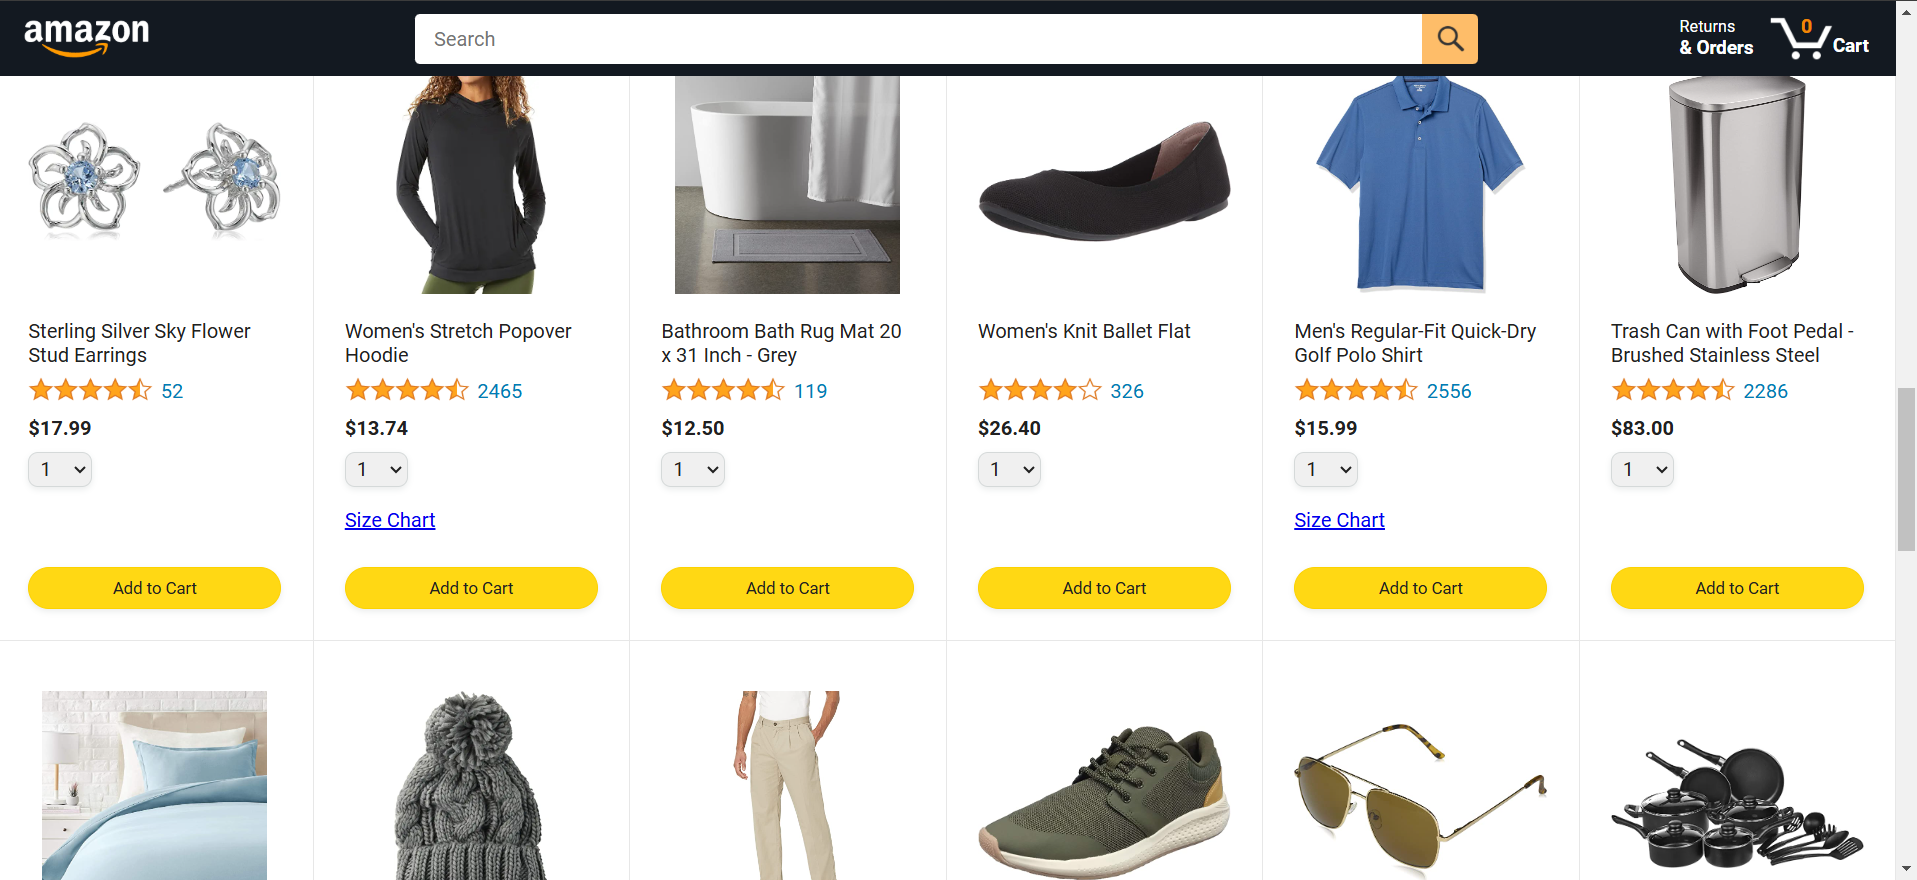 amazon
Search
Returns
& Orders
0
Cart
Sterling Silver Sky Flower
Stud Earrings
52
$17.99
1
Add to Cart
Women's Stretch Popover
Hoodie
2465
$13.74
1
Size Chart
Add to Cart
Bathroom Bath Rug Mat 20
x 31 Inch - Grey
119
$12.50
1
Add to Cart
Women's Knit Ballet Flat
326
$26.40
1
Add to Cart
Men's Regular-Fit Quick-Dry
Golf Polo Shirt
2556
$15.99
1
Size Chart
Add to Cart
Trash Can with Foot Pedal -
Brushed Stainless Steel
2286
$83.00
1
Add to Cart